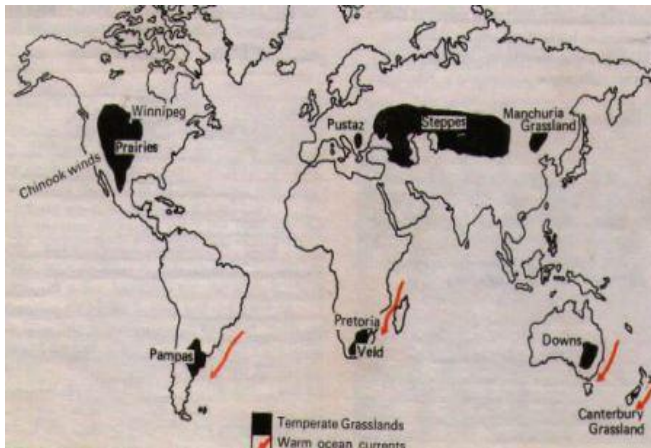 Winnipeg
Prairies
Chinook winds
Pustaz
Steppes
Manchuria
Grassland
Pretoria
Veld
Pampas
Downs
Canterbury
Grassland
Temperate Grasslands
Warm ocean currents